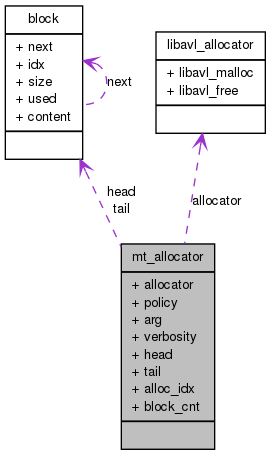 block
+ next
+ idx
+ size
+ used
+ content
next
libavl_allocator
+ libavl_malloc
+ libavl_free
head
tail
allocator
mt_allocator
+ allocator
+ policy
+ arg
+ verbosity
+ head
+ tail
+ alloc_idx
+ block_cnt